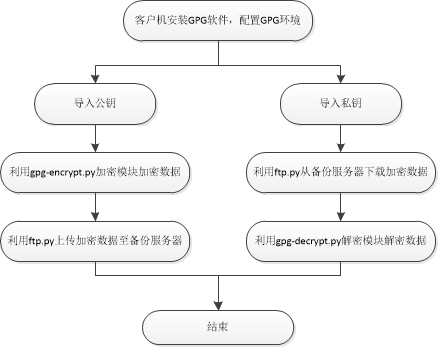 客户机安装GPG软件，配置GPG环境
导入公钥
导入私钥
利用gpg-encrypt.py加密模块加密数据
利用ftp.py从备份服务器下载加密数据
利用ftp.py上传加密数据至备份服务器
利用gpg-decrypt.py解密模块解密数据
结束